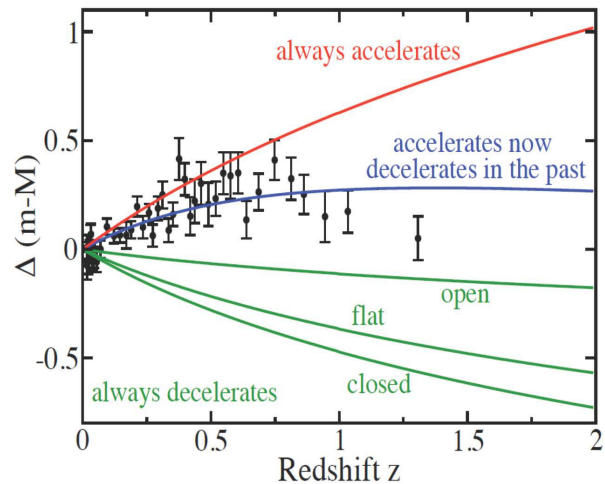 1
always accelerates
0.5
accelerates now
decelerates in the past
Δ (m-M)
0
open
flat
-0.5
closed
always decelerates
0 0.5 1 1.5 2
Redshift z